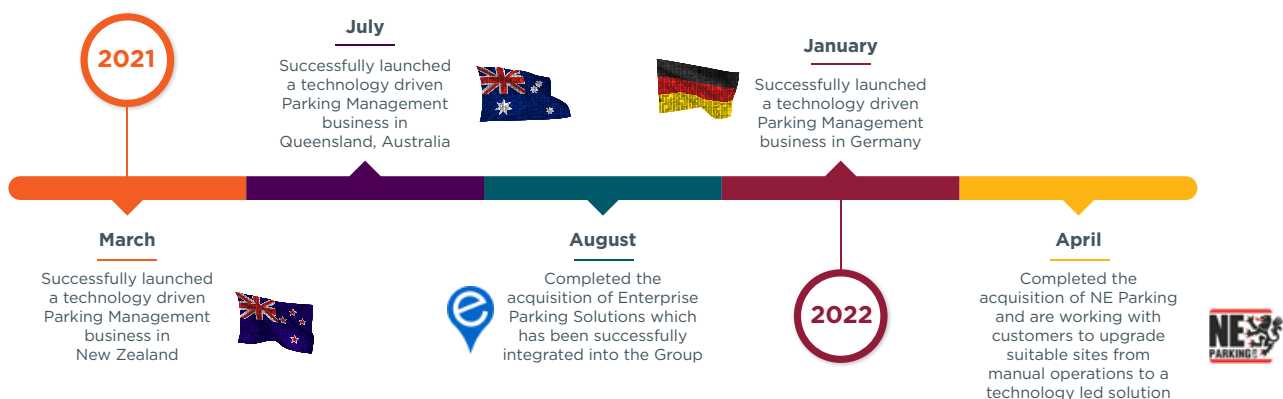 2021
March
Successfully launched
a technology driven
Parking Management
business in
New Zealand
July
Successfully launched
a technology driven
Parking Management
business in
Queensland, Australia
August
Completed the
acquisition of Enterprise
Parking Solutions which
has been successfully
integrated into the Group
e
January
Successfully launched
a technology driven
Parking Management
business in Germany
2022
April
Completed the
acquisition of NE Parking
and are working with
customers to upgrade
suitable sites from
manual operations to a
technology led solution
NE
PARKING